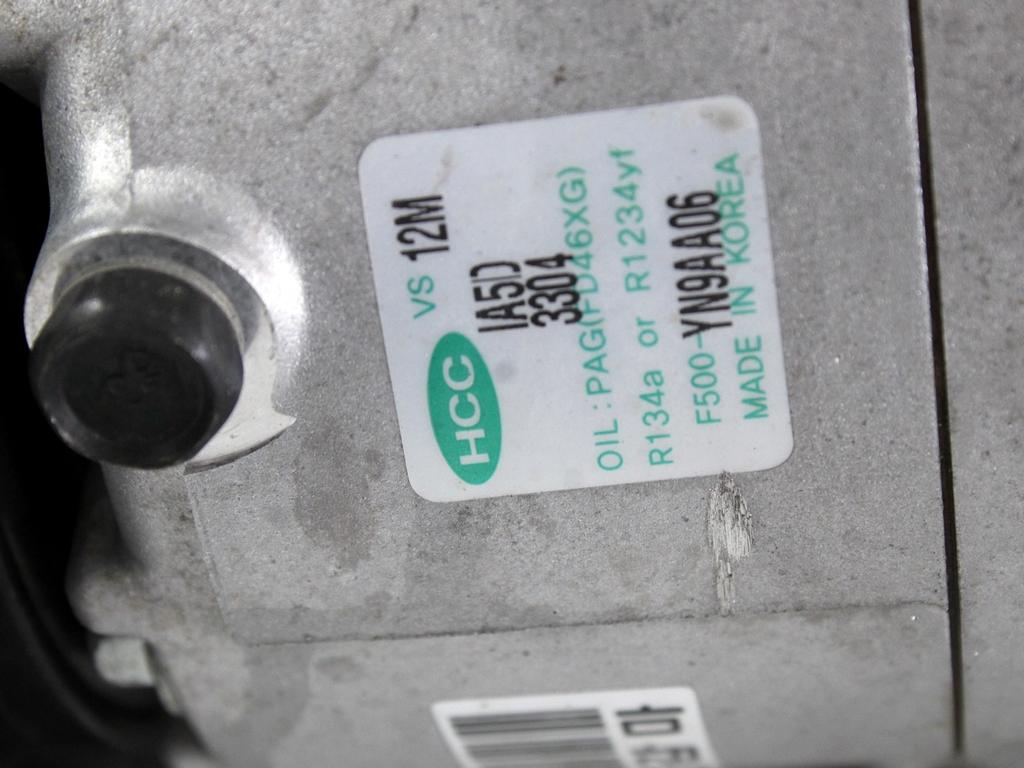 VS 12M
HCC
IA5D
3304
OIL:PAG(FD46XG)
R134a or R1234yf
F500-YN9AA06
MADE IN KOREA